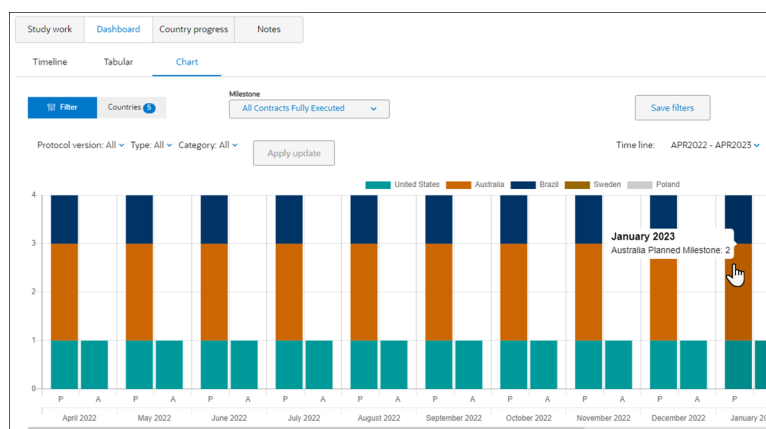 Study work Dashboard Country progress Notes
Timeline Tabular Chart
Milestone
Filter Countries 5 All Contracts Fully Executed Save filters
Protocol version: All Type: All Category: All Apply update Time line: APR2022 - APR2023
United States Australia Brazil Sweden Poland
4
3
2
1
0
January 2023
Australia Planned Milestone: 2
P A P A P A P A P A P A P A P A P A P
April 2022 May 2022 June 2022 July 2022 August 2022 September 2022 October 2022 November 2022 December 2022 January 20